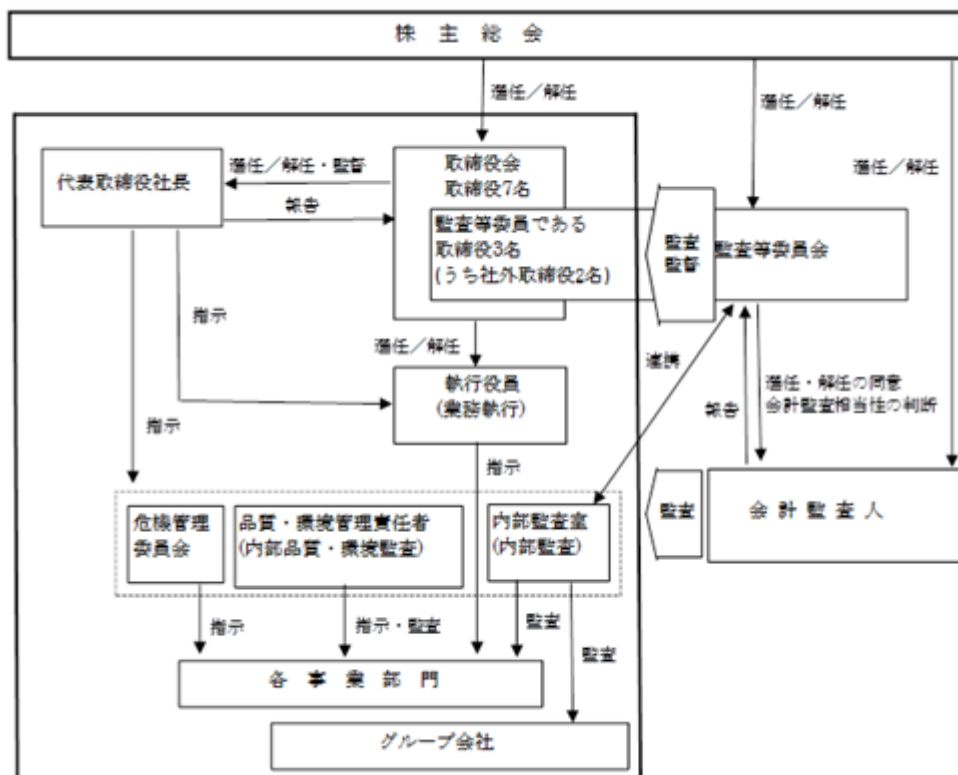 株主総会
選任／解任
選任／解任
選任／解任
代表取締役社長
選任／解任・監督
報告
取締役会
取締役7名
監査等委員である
取締役3名
(うち社外取締役2名)
監査
監督
監査等委員会
指示
選任／解任
連携
執行役員
(業務執行)
選任・解任の同意
会計監査相当性の判断
報告
指示
指示
危機管理
委員会
品質・環境管理責任者
(内部品質・環境監査)
内部監査室
(内部監査)
監査
会計監査人
指示
指示・監査
監査
監査
各事業部門
グループ会社